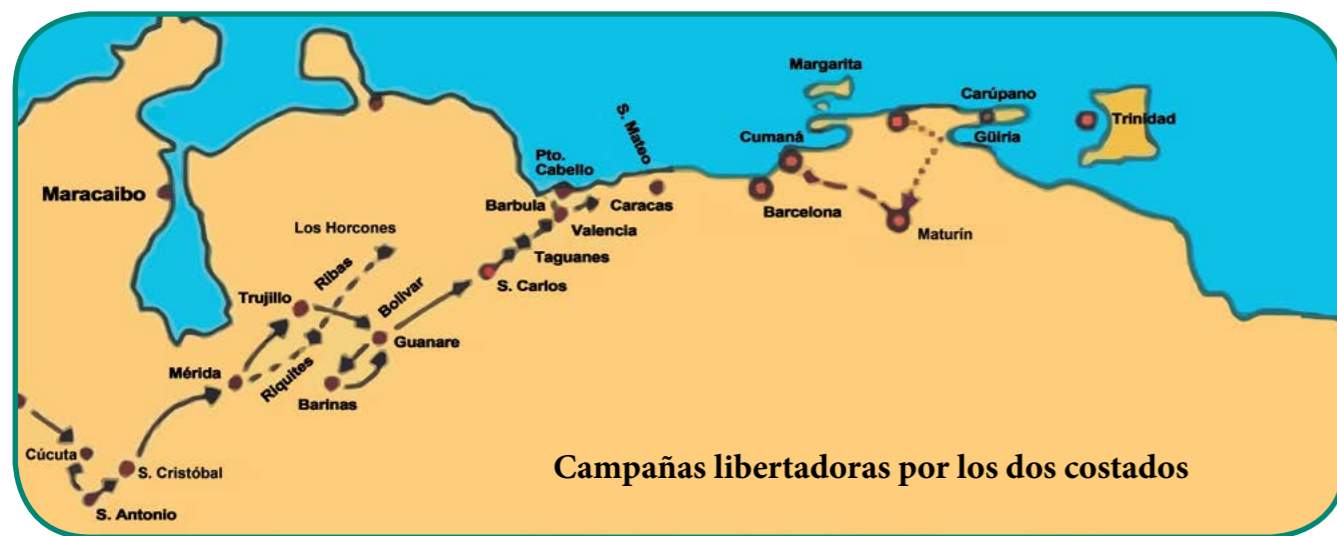 Margarita
Carúpano
Trinidad
Güiria
Cumaná
S. Mateo
Pto.
Cabello
Maracaibo
Barbula
Caracas
Barcelona
Valencia
Maturín
Los Horcones
Taguanes
S. Carlos
Ribas
Trujillo
Bolívar
Guanare
Mérida
Riquites
Barinas
Cúcuta
S. Cristóbal
S. Antonio
Campañas libertadoras por los dos costados